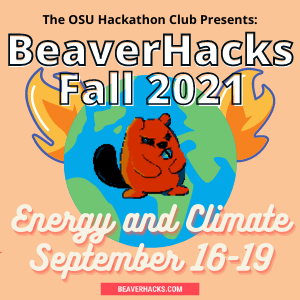 The OSU Hackathon Club Presents:
BeaverHacks
Fall 2021
Energy and Climate
September 16-19
BEAVERHACKS.COM